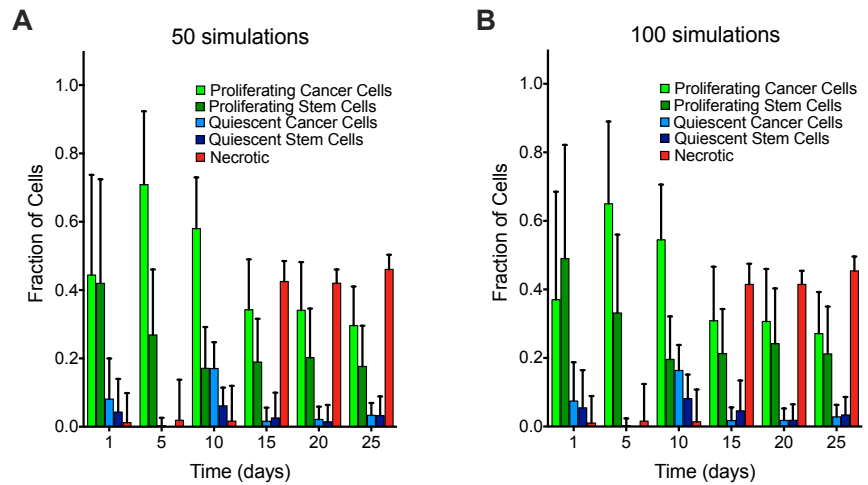 A
50 simulations
1.0
0.8
0.6
0.4
0.2
0.0
Fraction of Cells
Proliferating Cancer Cells
Proliferating Stem Cells
Quiescent Cancer Cells
Quiescent Stem Cells
Necrotic
1 5 10 15 20 25
Time (days)
B
100 simulations
1.0
0.8
0.6
0.4
0.2
0.0
Fraction of Cells
Proliferating Cancer Cells
Proliferating Stem Cells
Quiescent Cancer Cells
Quiescent Stem Cells
Necrotic
1 5 10 15 20 25
Time (days)